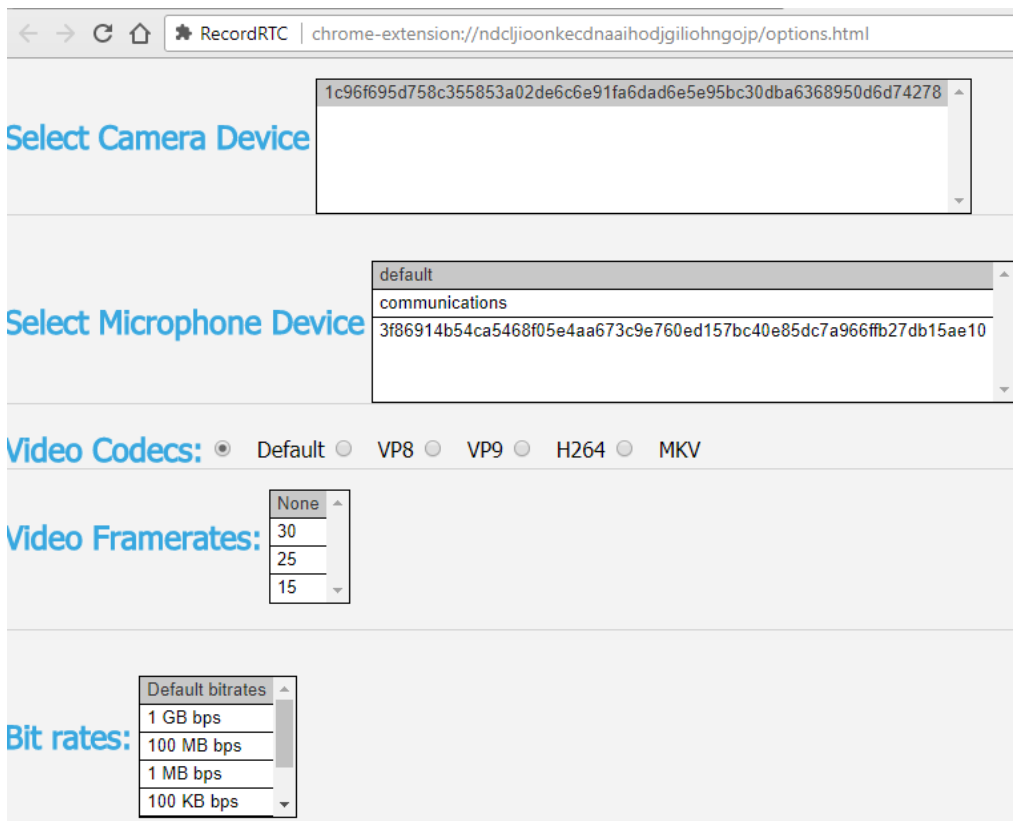 RecordRTC | chrome-extension://ndcljioonkecdnaaihodjgiliohngojp/options.html
Select Camera Device
1c96f695d758c355853a02de6c6e91fa6dad6e5e95bc30dba6368950d6d74278
Select Microphone Device
default
communications
3f86914b54ca5468f05e4aa673c9e760ed157bc40e85dc7a966ffb27db15ae10
Video Codecs: Default VP8 VP9 H264 MKV
Video Framerates:
None
30
25
15
Bit rates:
Default bitrates
1 GB bps
100 MB bps
1 MB bps
100 KB bps